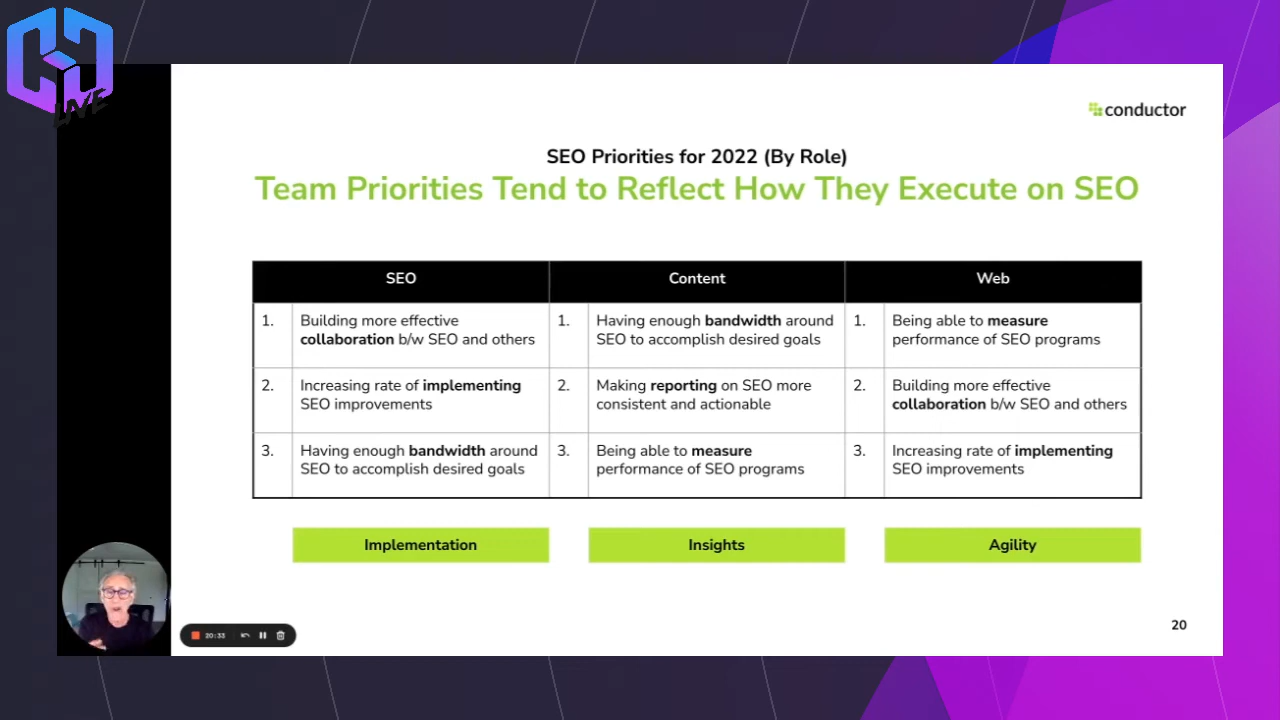 LIVE
conductor
SEO Priorities for 2022 (By Role)
Team Priorities Tend to Reflect How They Execute on SEO
SEO
Content
Web
1.
Building more effective
collaboration b/w SEO and others
1.
Having enough bandwidth around
SEO to accomplish desired goals
1.
Being able to measure
performance of SEO programs
2.
Increasing rate of implementing
SEO improvements
2.
Making reporting on SEO more
consistent and actionable
2.
Building more effective
collaboration b/w SEO and others
3.
Having enough bandwidth around
SEO to accomplish desired goals
3.
Being able to measure
performance of SEO programs
3.
Increasing rate of implementing
SEO improvements
Implementation
Insights
Agility
20:33
20